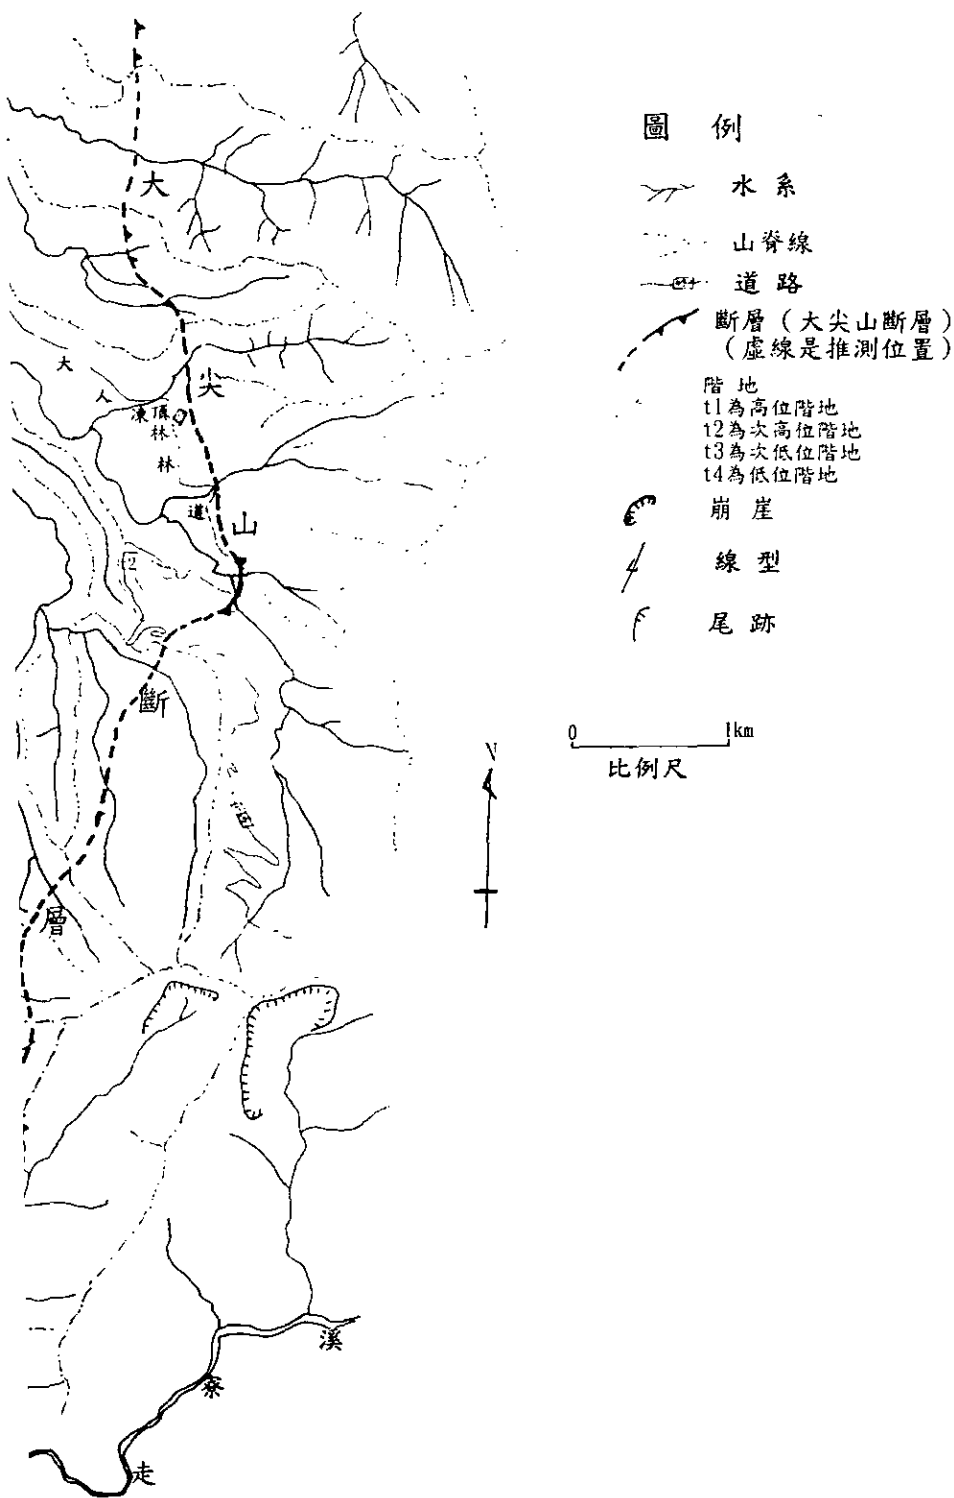 圖 例
水 系
山脊線
道 路
斷層（大尖山斷層）
（虛線是推測位置）
階 地
t1為高位階地
t2為次高位階地
t3為次低位階地
t4為低位階地
崩 崖
線 型
尾 跡
0
1km
比例尺
N
大
尖
山
斷
層
大
人
凍頂
林
林
道
溪
寮
走